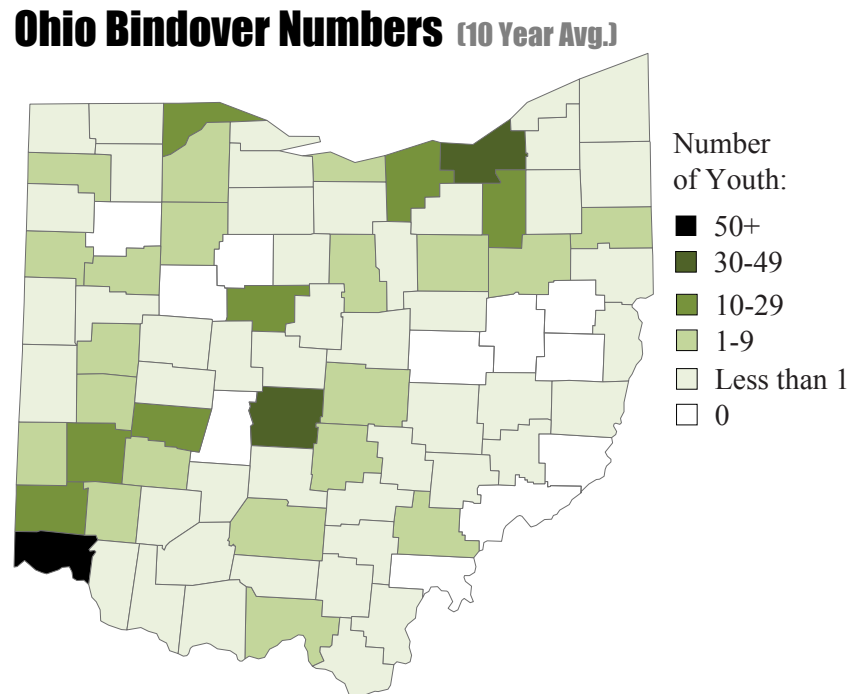 Ohio Bindover Numbers (10 Year Avg.)
Number
of Youth:
50+
30-49
10-29
1-9
Less than 1
0